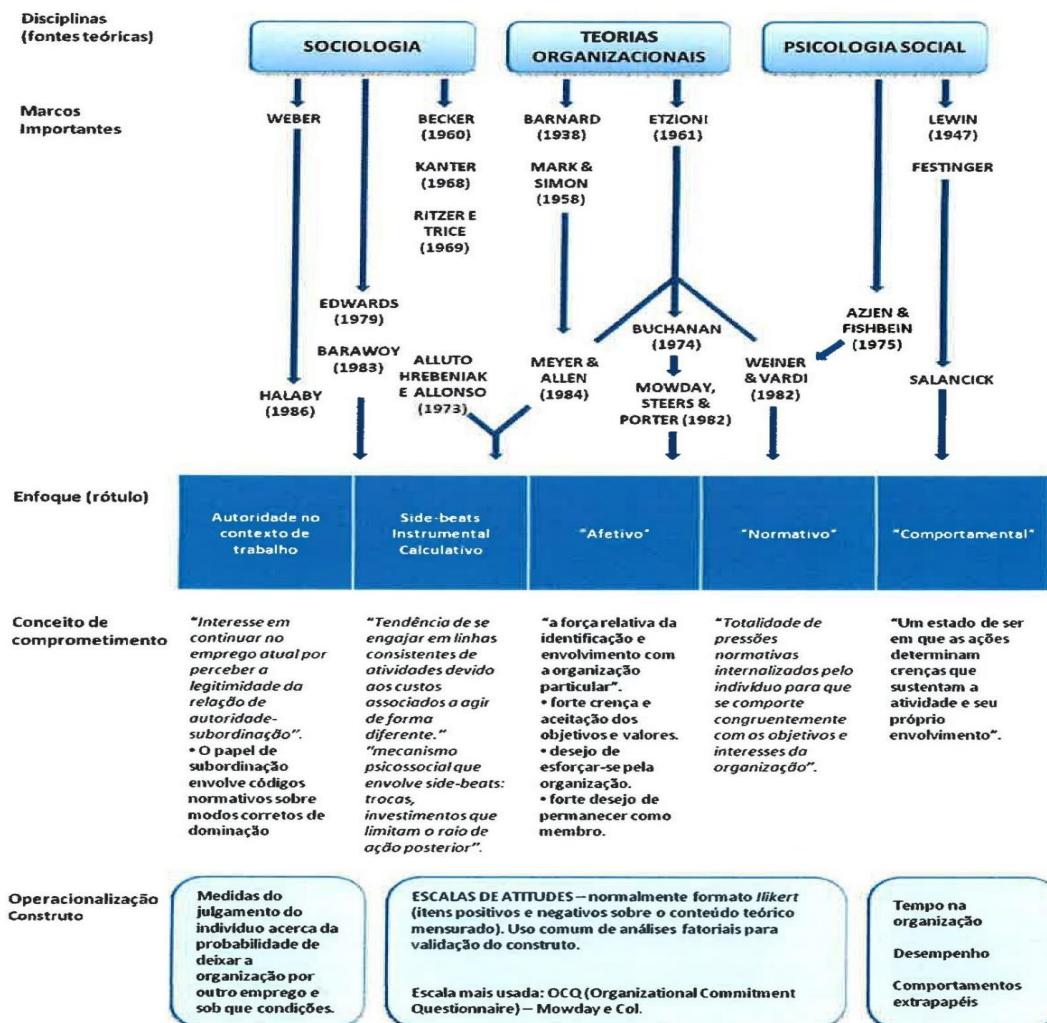 Disciplinas
(fontes teóricas)
SOCIOLOGIA
TEORIAS
ORGANIZACIONAIS
PSICOLOGIA SOCIAL
Marcos
Importantes
WEBER
BECKER
(1960)
KANTER
(1968)
RITZER E
TRICE
(1969)
BARNARD
(1938)
MARK &
SIMON
(1958)
ETZIONI
(1961)
LEWIN
(1947)
FESTINGER
EDWARDS
(1979)
BARAWOY
(1983)
HALABY
(1986)
ALLUTO
HREBENIAK
E ALLONSO
(1973)
MEYER &
ALLEN
(1984)
BUCHANAN
(1974)
MOWDAY,
STEERS &
PORTER (1982)
WEINER
& VARDI
(1982)
AZJEN &
FISHBEIN
(1975)
SALANCICK
Enfoque (rótulo)
Autoridade no
contexto de
trabalho
Side-beats
Instrumental
Calculativo
"Afetivo"
"Normativo"
"Comportamental"
Conceito de
comprometimento
"Interesse em
continuar no
emprego atual por
perceber a
legitimidade da
relação de
autoridade-
subordinação".
• O papel de
subordinação
envolve códigos
normativos sobre
modos corretos de
dominação
"Tendência de se
engajar em linhas
consistentes de
atividades devido
aos custos
associados a agir
de forma
diferente."
"mecanismo
psicossocial que
envolve side-beats:
trocas,
investimentos que
limitam o raio de
ação posterior".
"a força relativa da
identificação e
envolvimento com
a organização
particular".
• forte crença e
aceitação dos
objetivos e valores.
• desejo de
esforçar-se pela
organização.
• forte desejo de
permanecer como
membro.
"Totalidade de
pressões
normativas
internalizadas pelo
indivíduo para que
se comporte
congruentemente
com os objetivos e
interesses da
organização".
"Um estado de ser
em que as ações
determinam
crenças que
sustentam a
atividade e seu
próprio
envolvimento".
Operacionalização
Construto
Medidas do
julgamento do
indivíduo acerca da
probabilidade de
deixar a
organização por
outro emprego e
sob que condições.
ESCALAS DE ATITUDES – normalmente formato llikert
(itens positivos e negativos sobre o conteúdo teórico
mensurado). Uso comum de análises fatoriais para
validação do construto.
Escala mais usada: OCQ (Organizational Commitment
Questionnaire) – Mowday e Col.
Tempo na
organização
Desempenho
Comportamentos
extrapapéis